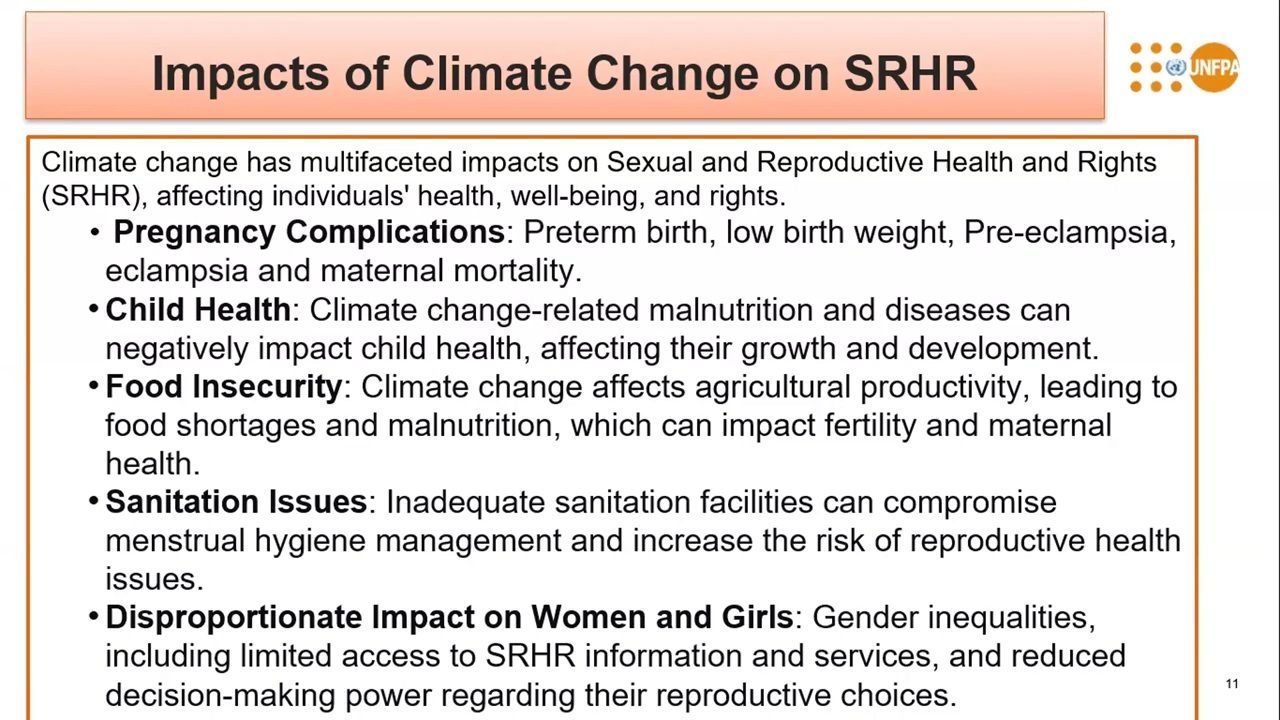 Impacts of Climate Change on SRHR
UNFPA
Climate change has multifaceted impacts on Sexual and Reproductive Health and Rights
(SRHR), affecting individuals' health, well-being, and rights.
• Pregnancy Complications: Preterm birth, low birth weight, Pre-eclampsia,
eclampsia and maternal mortality.
• Child Health: Climate change-related malnutrition and diseases can
negatively impact child health, affecting their growth and development.
• Food Insecurity: Climate change affects agricultural productivity, leading to
food shortages and malnutrition, which can impact fertility and maternal
health.
• Sanitation Issues: Inadequate sanitation facilities can compromise
menstrual hygiene management and increase the risk of reproductive health
issues.
• Disproportionate Impact on Women and Girls: Gender inequalities,
including limited access to SRHR information and services, and reduced
decision-making power regarding their reproductive choices.
11